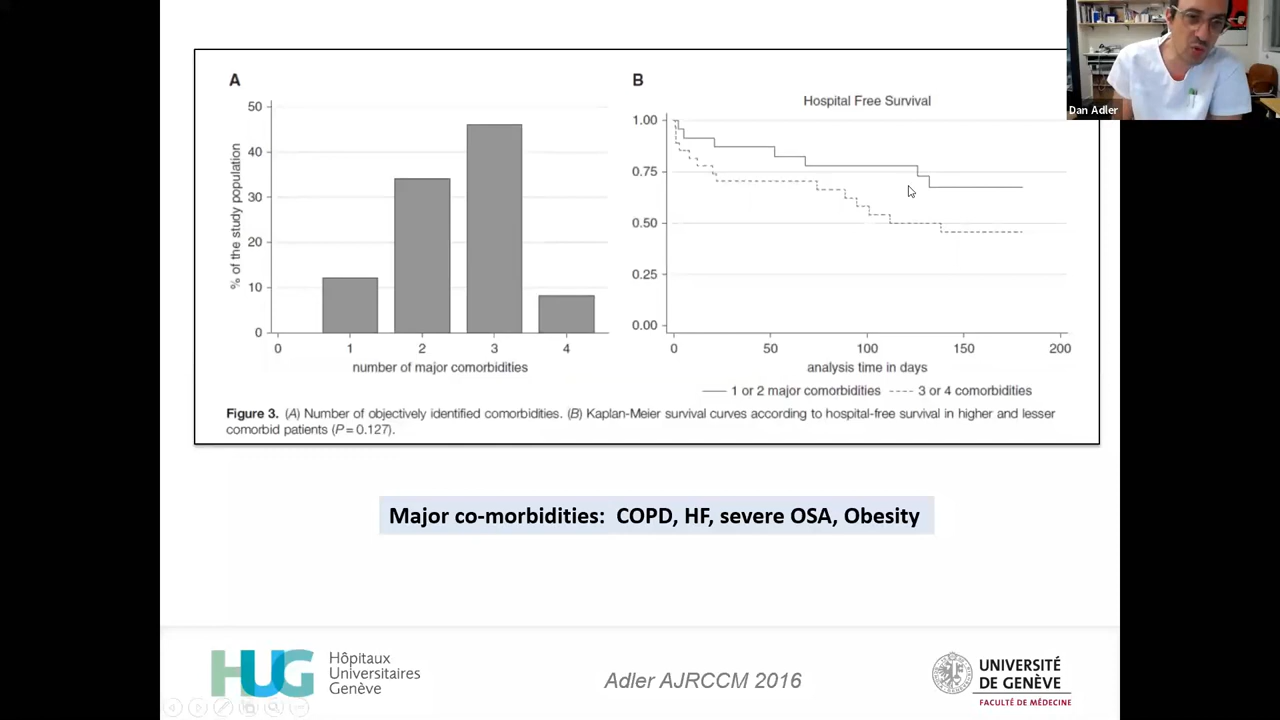 Dan Adler
A
50
40
30
20
10
0
% of the study population
0 1 2 3 4
number of major comorbidities
B
Hospital Free Survival
1.00
0.75
0.50
0.25
0.00
0 50 100 150 200
analysis time in days
1 or 2 major comorbidities 3 or 4 comorbidities
Figure 3. (A) Number of objectively identified comorbidities. (B) Kaplan-Meier survival curves according to hospital-free survival in higher and lesser
comorbid patients (P = 0.127).
Major co-morbidities: COPD, HF, severe OSA, Obesity
HUG
Hôpitaux
Universitaires
Genève
Adler AJRCCM 2016
UNIVERSITÉ
DE GENÈVE
FACULTÉ DE MÉDECINE